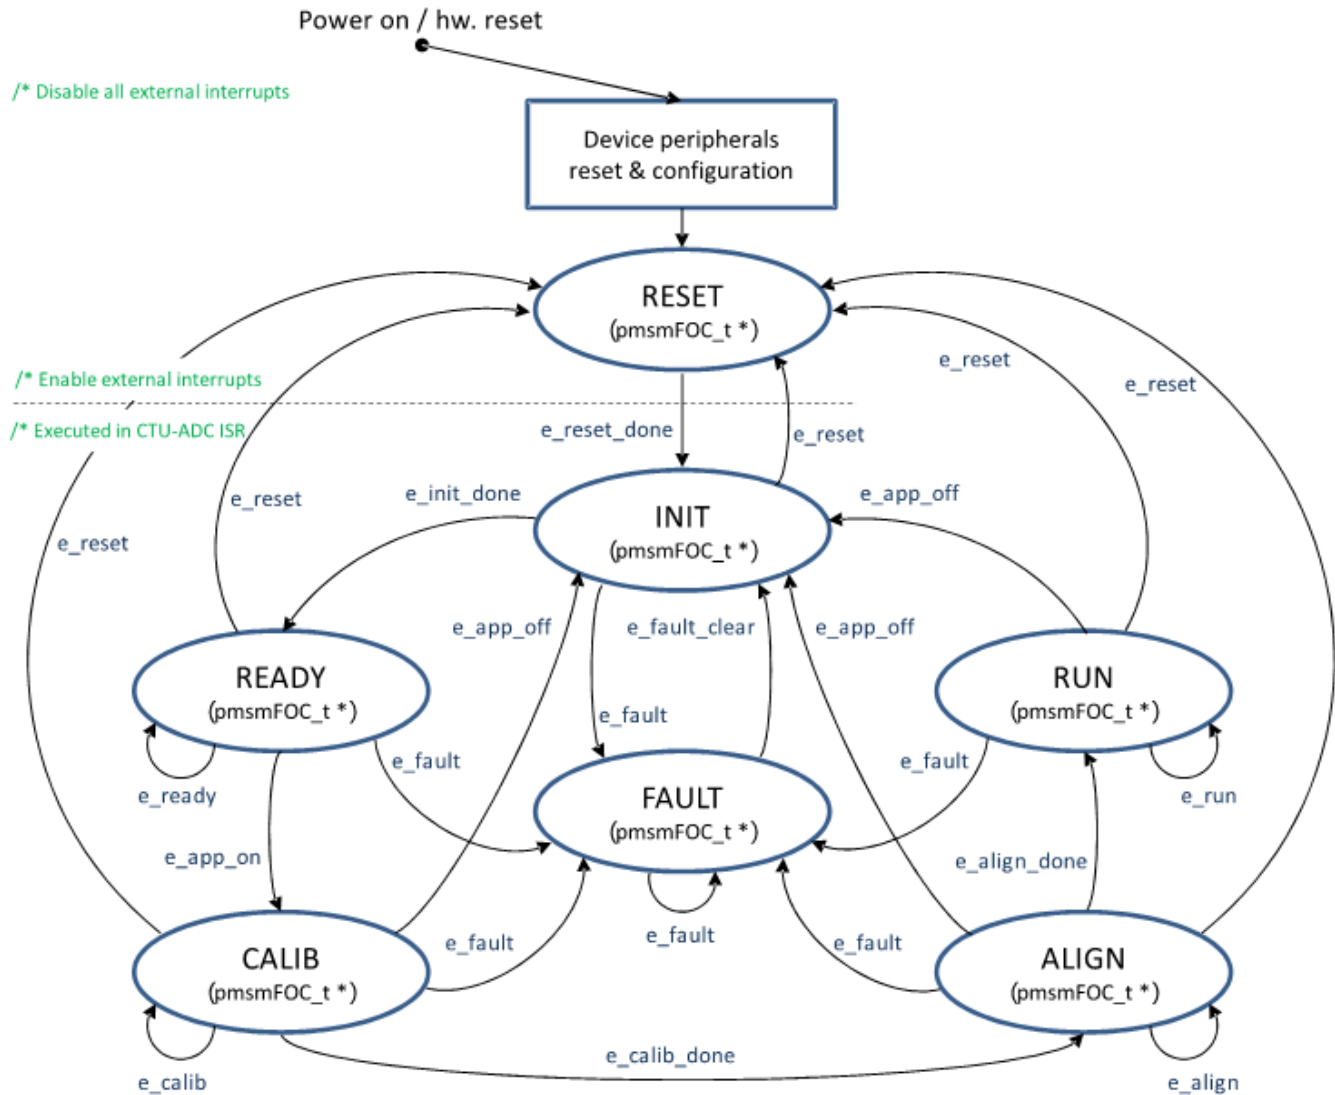 Power on / hw. reset
/* Disable all external interrupts
Device peripherals
reset & configuration
RESET
(pmsmFOC_t *)
/* Enable external interrupts
e_reset
e_reset
/* Executed in CTU-ADC ISR
e_reset_done
e_reset
e_reset
e_init_done
e_app_off
INIT
(pmsmFOC_t *)
e_reset
e_app_off
e_fault_clear
e_app_off
READY
(pmsmFOC_t *)
RUN
(pmsmFOC_t *)
e_fault
e_fault
e_fault
e_ready
e_run
FAULT
(pmsmFOC_t *)
e_app_on
e_align_done
e_fault
e_fault
e_fault
CALIB
(pmsmFOC_t *)
ALIGN
(pmsmFOC_t *)
e_calib_done
e_calib
e_align